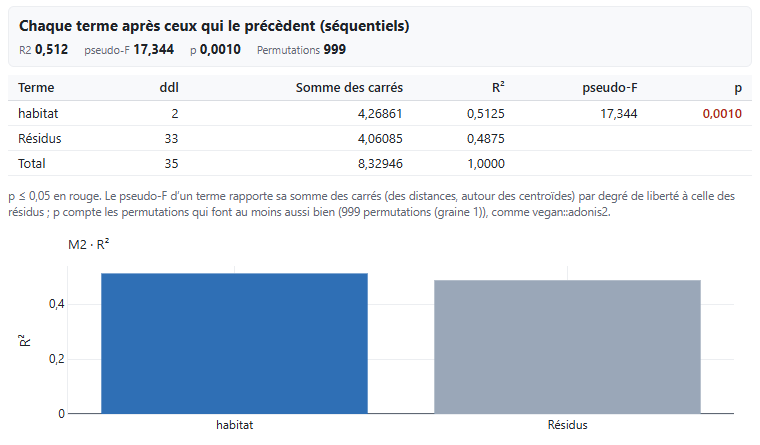 Chaque terme après ceux qui le précèdent (séquentiels)
R2 0,512 pseudo-F 17,344 p 0,0010 Permutations 999
Terme ddl Somme des carrés R² pseudo-F p
habitat 2 4,26861 0,5125 17,344 0,0010
Résidus 33 4,06085 0,4875
Total 35 8,32946 1,0000
p ≤ 0,05 en rouge. Le pseudo-F d'un terme rapporte sa somme des carrés (des distances, autour des centroïdes) par degré de liberté à celle des
résidus ; p compte les permutations qui font au moins aussi bien (999 permutations (graine 1)), comme vegan::adonis2.
M2 · R²
0,4
0,2
0
R²
habitat Résidus